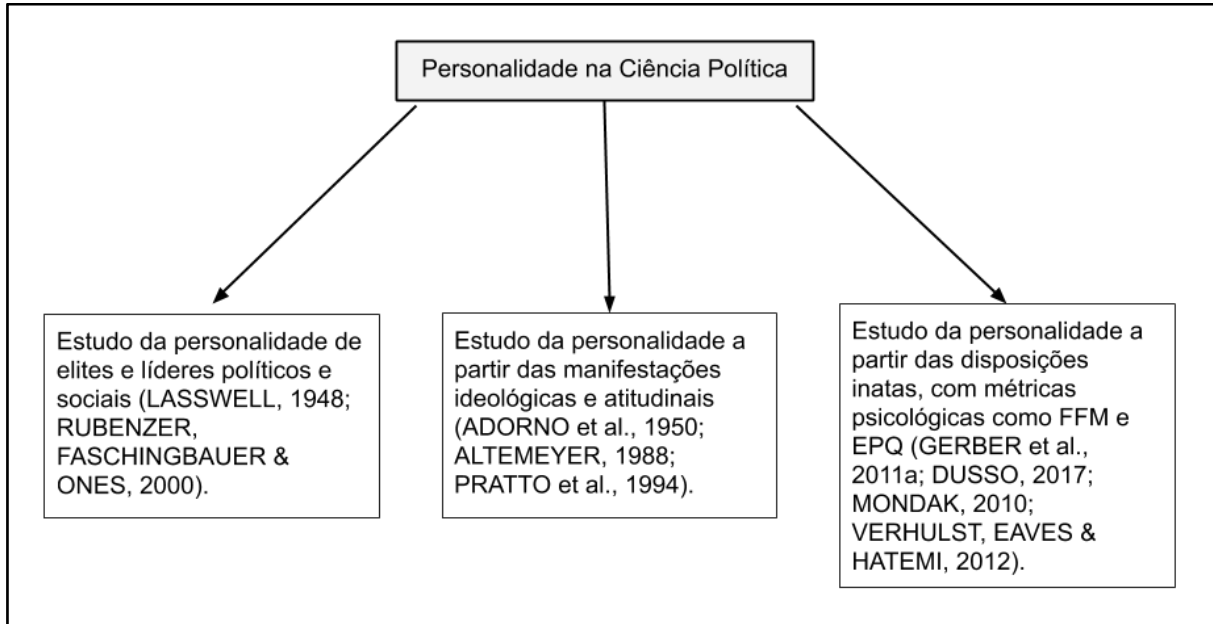 Personalidade na Ciência Política
Estudo da personalidade de
elites e líderes políticos e
sociais (LASSWELL, 1948;
RUBENZER,
FASCHINGBAUER &
ONES, 2000).
Estudo da personalidade a
partir das manifestações
ideológicas e atitudinais
(ADORNO et al., 1950;
ALTEMEYER, 1988;
PRATTO et al., 1994).
Estudo da personalidade a
partir das disposições
inatas, com métricas
psicológicas como FFM e
EPQ (GERBER et al.,
2011a; DUSSO, 2017;
MONDAK, 2010;
VERHULST, EAVES &
HATEMI, 2012).